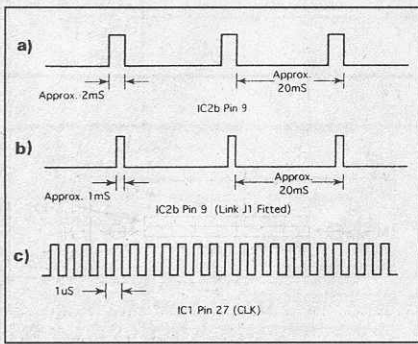 a)
Approx. 2mS
Approx.
20mS
IC2b Pin 9
b)
Approx. 1mS
Approx.
20mS
IC2b Pin 9 (Link J1 Fitted)
c)
1uS
IC1 Pin 27 (CLK)